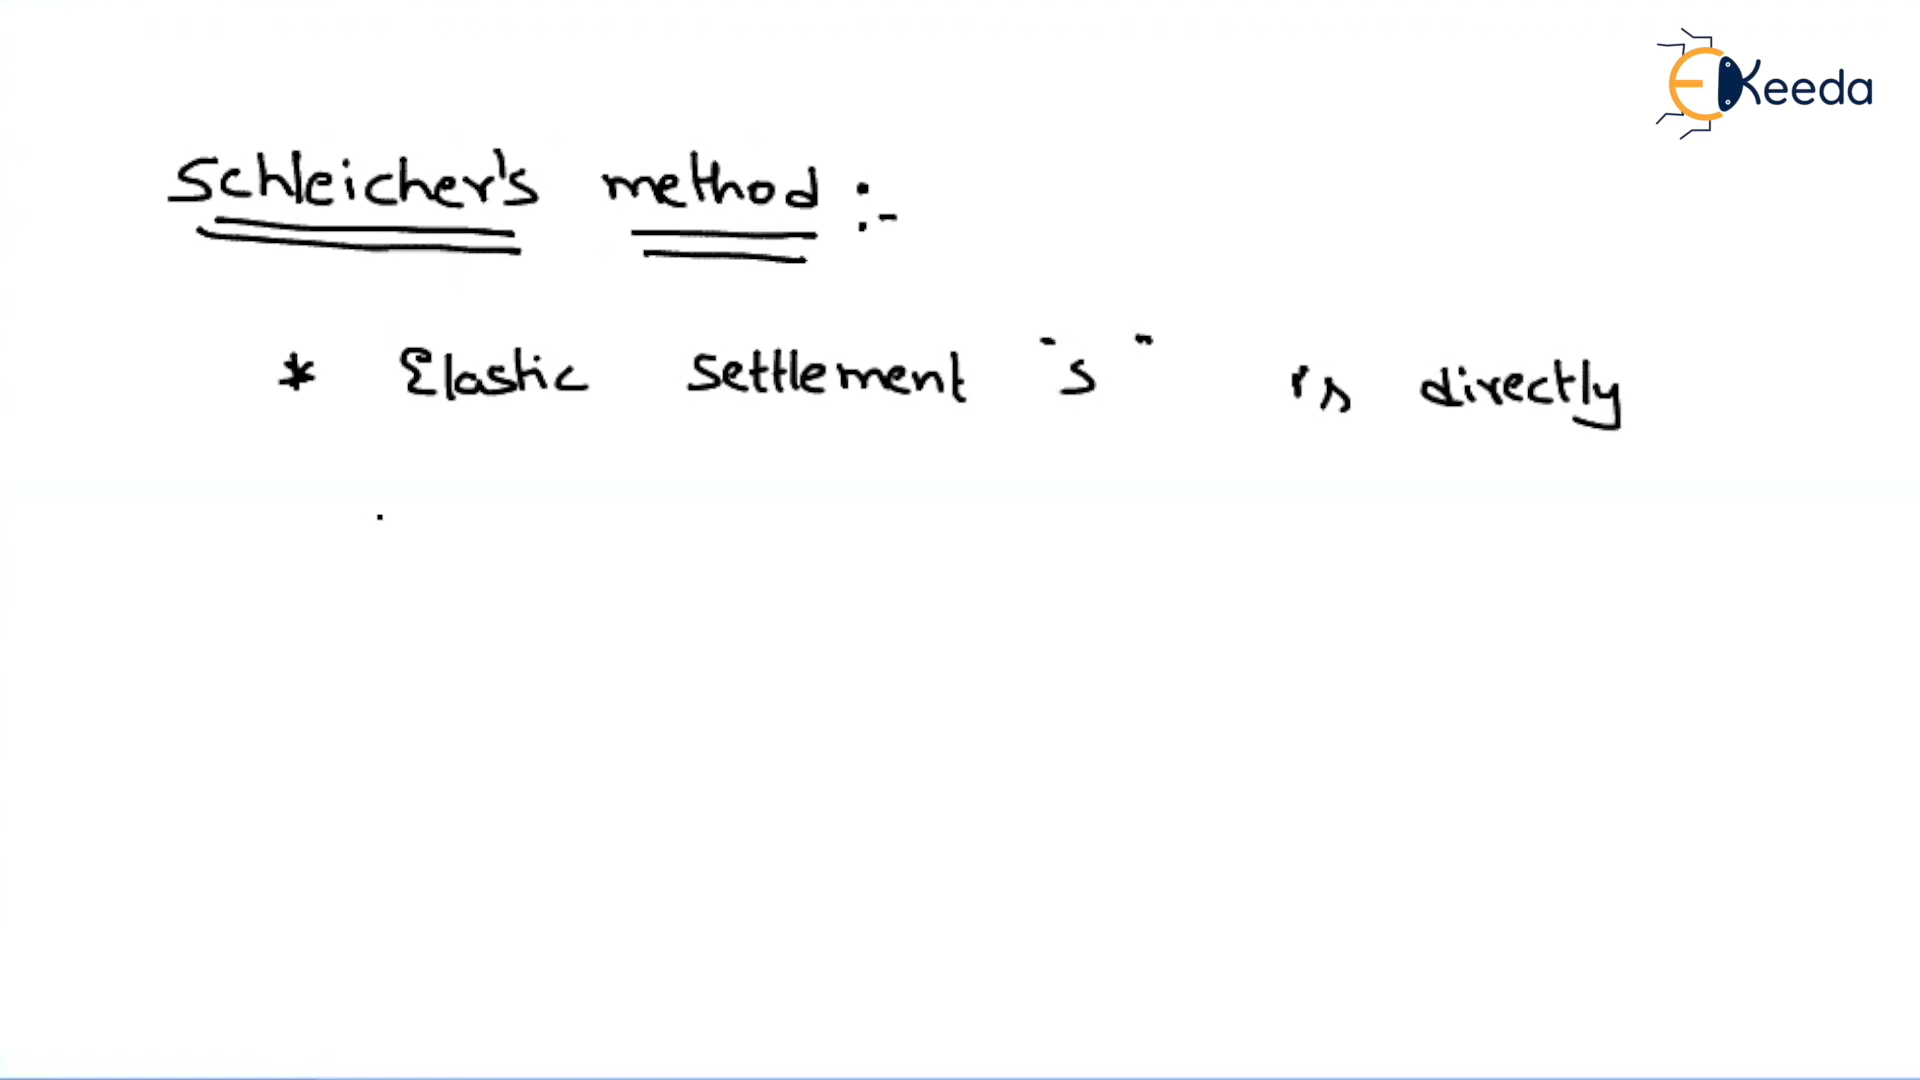 EKeeda
Schleicher's method :-
* Elastic settlement "s" is directly